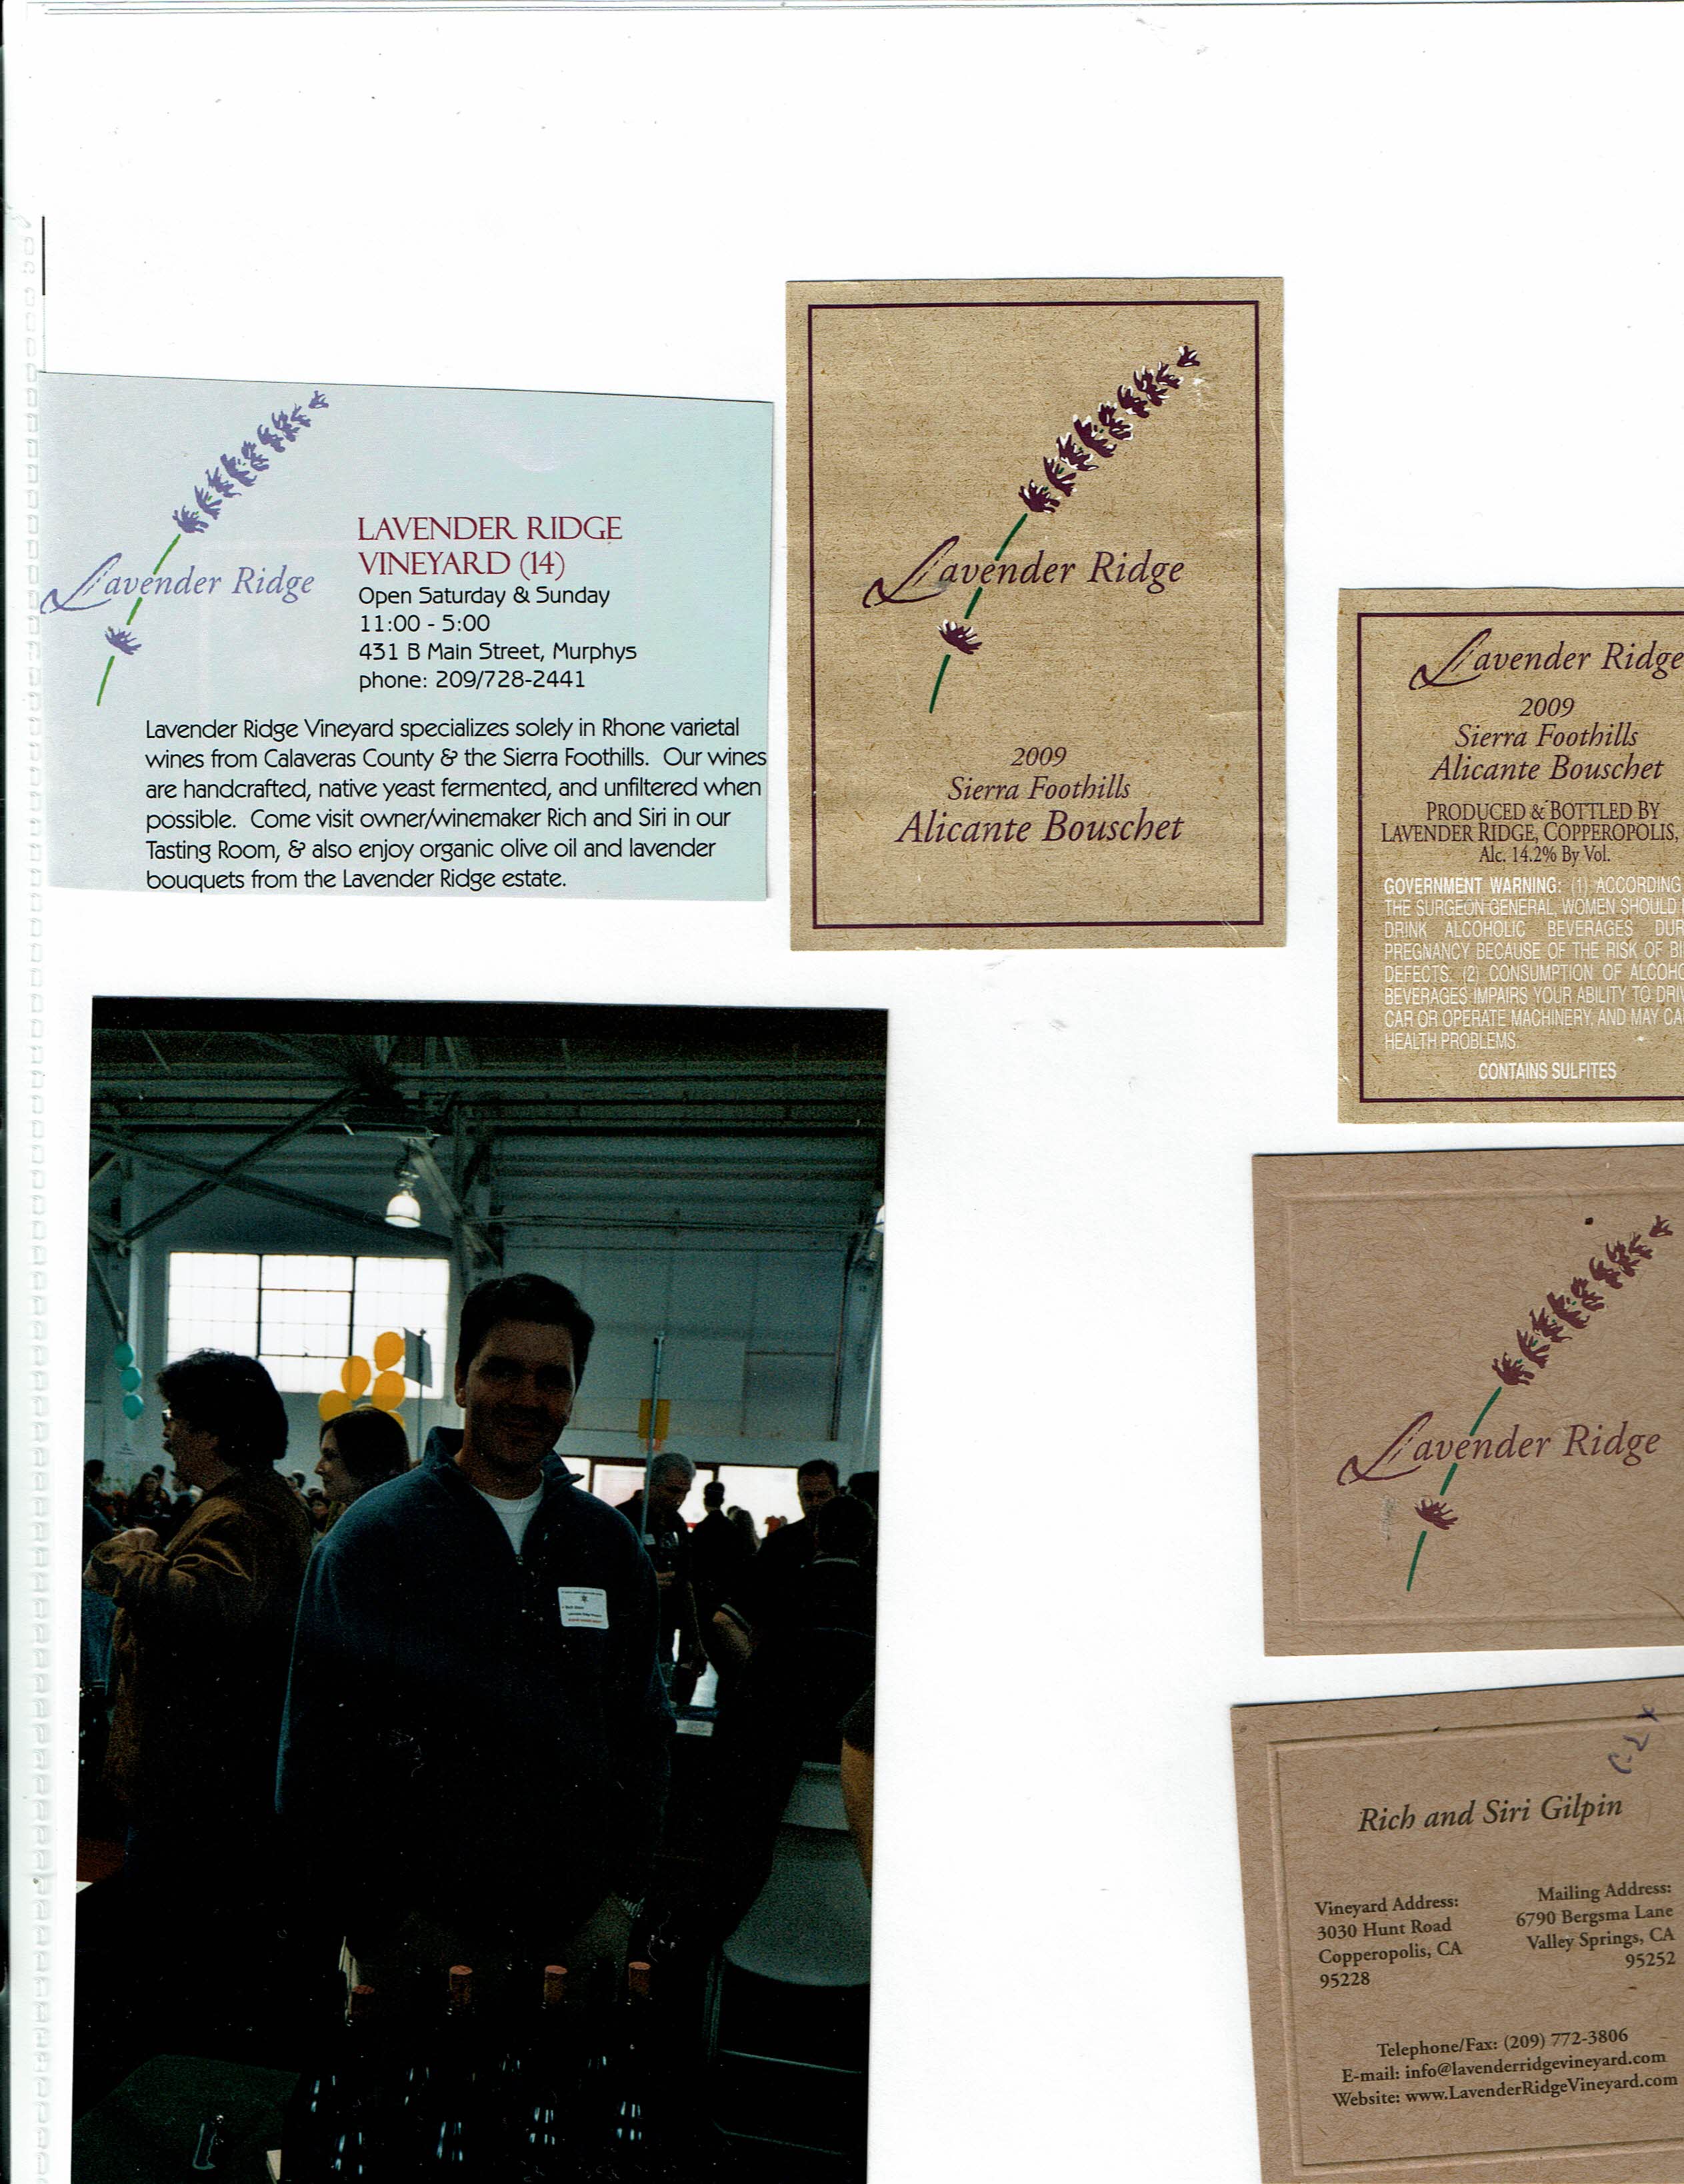 Lavender Ridge
LAVENDER RIDGE
VINEYARD (14)
Open Saturday & Sunday
11:00 - 5:00
431 B Main Street, Murphys
phone: 209/728-2441
Lavender Ridge Vineyard specializes solely in Rhone varietal
wines from Calaveras County & the Sierra Foothills. Our wines
are handcrafted, native yeast fermented, and unfiltered when
possible. Come visit owner/winemaker Rich and Siri in our
Tasting Room, & also enjoy organic olive oil and lavender
bouquets from the Lavender Ridge estate.
Lavender Ridge
2009
Sierra Foothills
Alicante Bouschet
Lavender Ridge
2009
Sierra Foothills
Alicante Bouschet
PRODUCED & BOTTLED BY
LAVENDER RIDGE, COPPEROPOLIS,
Alc. 14.2% By Vol.
GOVERNMENT WARNING: (1) ACCORDING
THE SURGEON GENERAL, WOMEN SHOULD
DRINK ALCOHOLIC BEVERAGES DUR
PREGNANCY BECAUSE OF THE RISK OF BI
DEFECTS. (2) CONSUMPTION OF ALCOHO
BEVERAGES IMPAIRS YOUR ABILITY TO DRIV
CAR OR OPERATE MACHINERY, AND MAY CA
HEALTH PROBLEMS.
CONTAINS SULFITES
Lavender Ridge
Rich and Siri Gilpin
Vineyard Address:
3030 Hunt Road
Copperopolis, CA
95228
Mailing Address:
6790 Bergsma Lane
Valley Springs, CA
95252
Telephone/Fax: (209) 772-3806
E-mail: info@lavenderridgevineyard.com
Website: www.LavenderRidgeVineyard.com